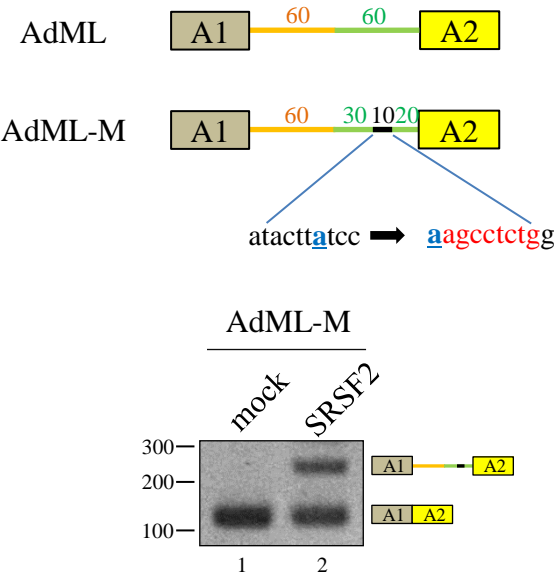 60 60
AdML A1 A2
60 30 10 20
AdML-M A1 A2
atacttatcc aagcctctgg
AdML-M
mock SRSF2
300
A1 A2
200
A1 A2
100
1 2